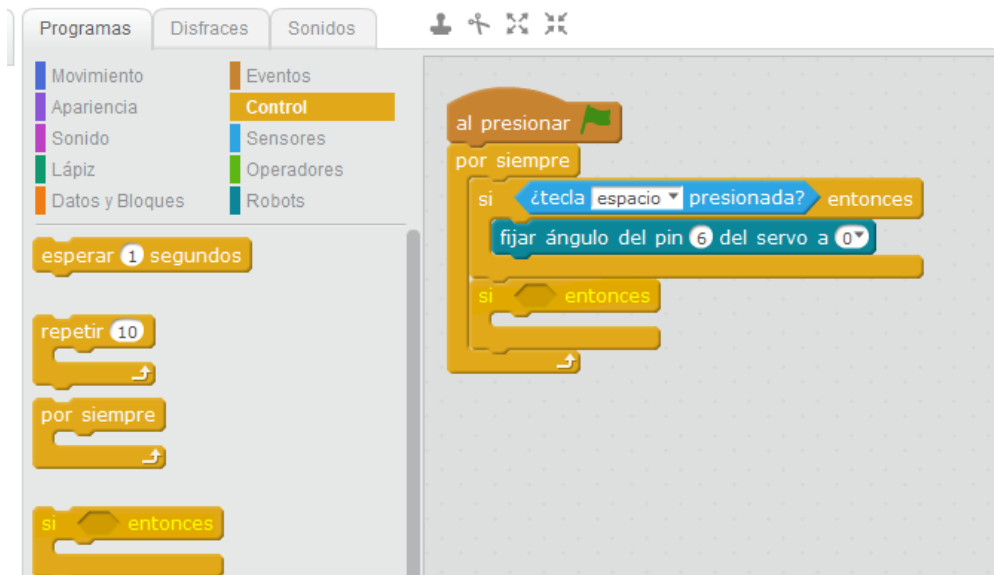 Programas Disfraces Sonidos
Movimiento Eventos
Apariencia Control
Sonido Sensores
Lápiz Operadores
Datos y Bloques Robots
esperar 1 segundos
repetir 10
por siempre
si entonces
al presionar
por siempre
si ¿tecla espacio presionada? entonces
fijar ángulo del pin 6 del servo a 0
si entonces